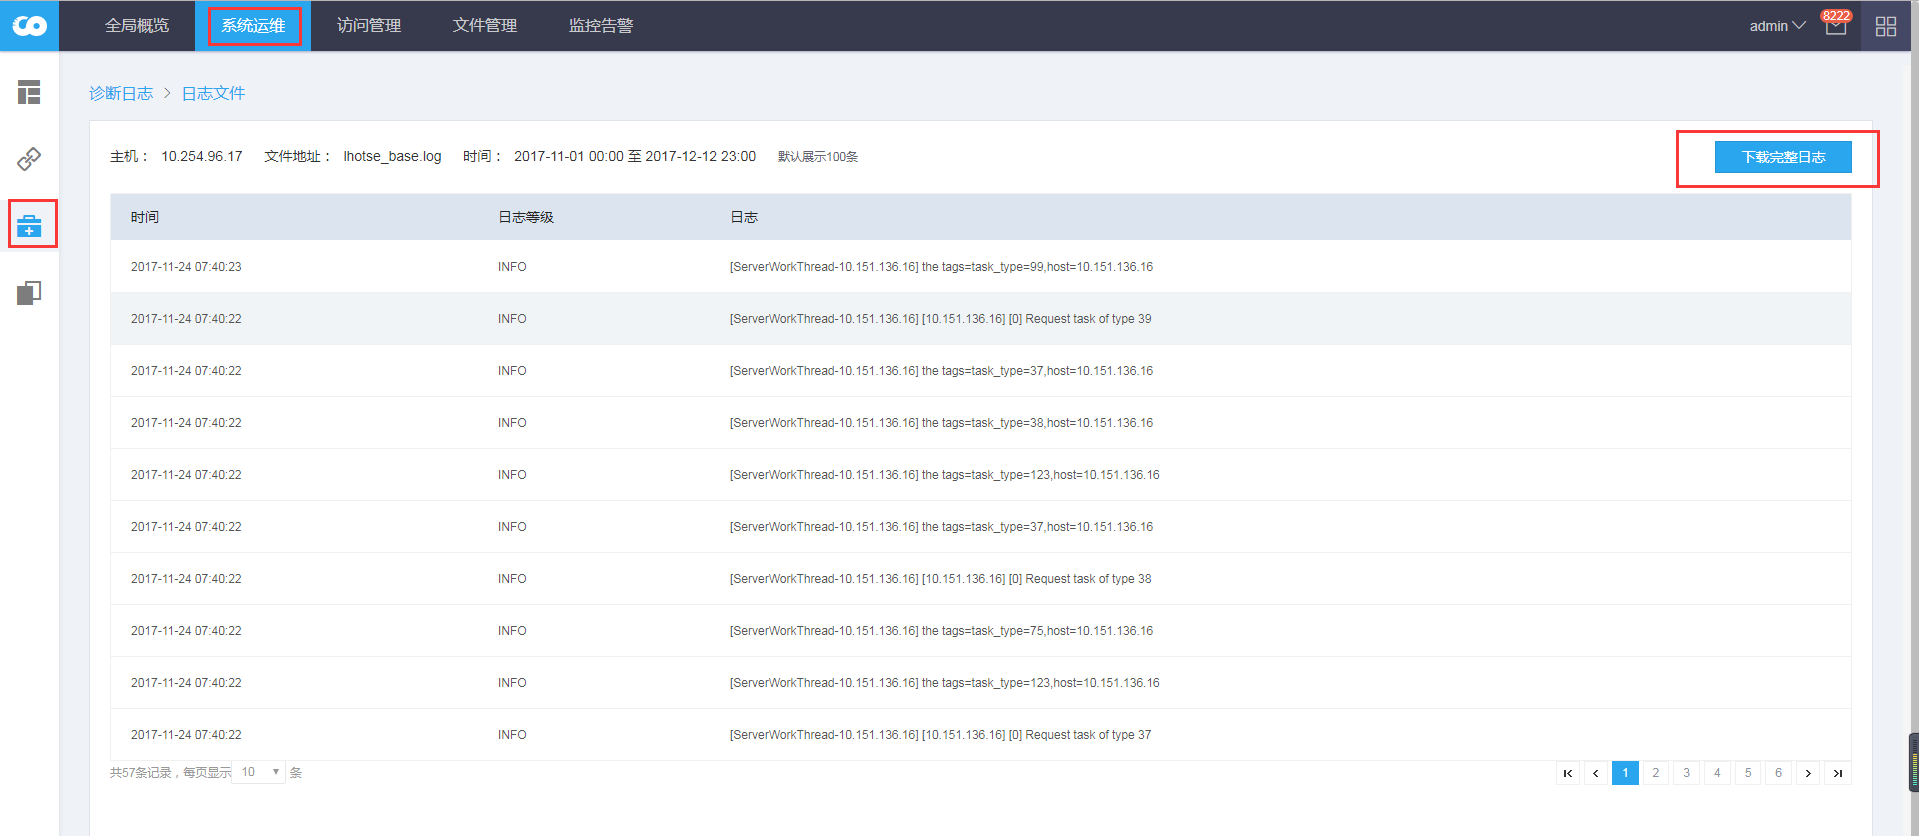 全局概览 系统运维 访问管理 文件管理 监控告警 admin 8222
诊断日志 > 日志文件
主机： 10.254.96.17 文件地址： lhotse_base.log 时间： 2017-11-01 00:00 至 2017-12-12 23:00 默认展示100条 下载完整日志
时间 日志等级 日志
2017-11-24 07:40:23 INFO [ServerWorkThread-10.151.136.16] the tags=task_type=99,host=10.151.136.16
2017-11-24 07:40:22 INFO [ServerWorkThread-10.151.136.16] [10.151.136.16] [0] Request task of type 39
2017-11-24 07:40:22 INFO [ServerWorkThread-10.151.136.16] the tags=task_type=37,host=10.151.136.16
2017-11-24 07:40:22 INFO [ServerWorkThread-10.151.136.16] the tags=task_type=38,host=10.151.136.16
2017-11-24 07:40:22 INFO [ServerWorkThread-10.151.136.16] the tags=task_type=123,host=10.151.136.16
2017-11-24 07:40:22 INFO [ServerWorkThread-10.151.136.16] the tags=task_type=37,host=10.151.136.16
2017-11-24 07:40:22 INFO [ServerWorkThread-10.151.136.16] [10.151.136.16] [0] Request task of type 38
2017-11-24 07:40:22 INFO [ServerWorkThread-10.151.136.16] the tags=task_type=75,host=10.151.136.16
2017-11-24 07:40:22 INFO [ServerWorkThread-10.151.136.16] the tags=task_type=123,host=10.151.136.16
2017-11-24 07:40:22 INFO [ServerWorkThread-10.151.136.16] [10.151.136.16] [0] Request task of type 37
共57条记录，每页显示 10 条 1 2 3 4 5 6